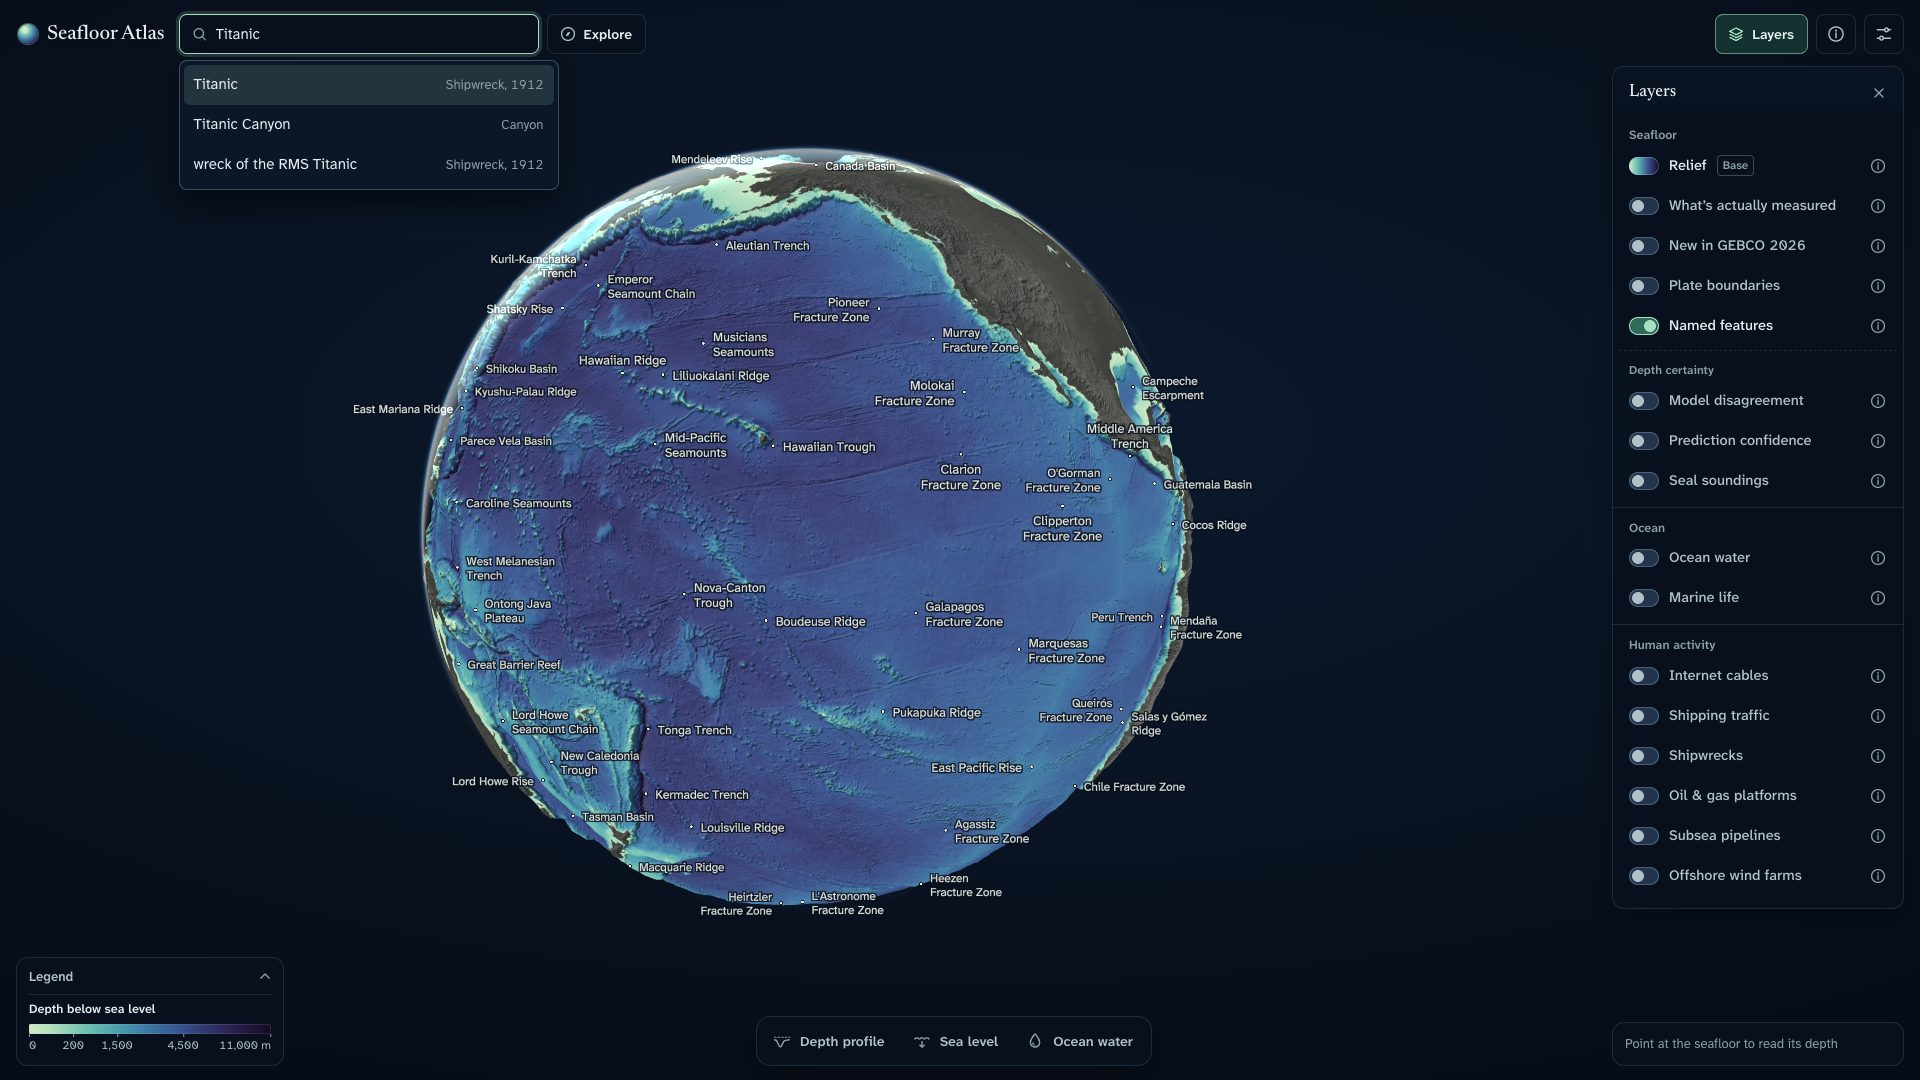 Seafloor Atlas
Titanic
Explore
Layers
Titanic Shipwreck, 1912
Titanic Canyon Canyon
wreck of the RMS Titanic Shipwreck, 1912
Mendeleev Rise
Canada Basin
Aleutian Trench
Kuril-Kamchatka
Trench
Emperor
Seamount Chain
Shatsky Rise
Pioneer
Fracture Zone
Musicians
Seamounts
Murray
Fracture Zone
Hawaiian Ridge
Shikoku Basin
Liliuokalani Ridge
Kyushu-Palau Ridge
Molokai
Fracture Zone
Campeche
Escarpment
East Mariana Ridge
Middle America
Trench
Parece Vela Basin
Mid-Pacific
Seamounts
Hawaiian Trough
Clarion
Fracture Zone
O'Gorman
Fracture Zone
Guatemala Basin
Caroline Seamounts
Clipperton
Fracture Zone
Cocos Ridge
West Melanesian
Trench
Nova-Canton
Trough
Ontong Java
Plateau
Galapagos
Fracture Zone
Boudeuse Ridge
Peru Trench
Mendaña
Fracture Zone
Marquesas
Fracture Zone
Great Barrier Reef
Queirós
Fracture Zone
Salas y Gómez
Ridge
Pukapuka Ridge
Lord Howe
Seamount Chain
Tonga Trench
New Caledonia
Trough
East Pacific Rise
Lord Howe Rise
Chile Fracture Zone
Kermadec Trench
Tasman Basin
Louisville Ridge
Agassiz
Fracture Zone
Macquarie Ridge
Heezen
Fracture Zone
Heirtzler
Fracture Zone
L'Astronome
Fracture Zone
Layers
Seafloor
Relief Base
What's actually measured
New in GEBCO 2026
Plate boundaries
Named features
Depth certainty
Model disagreement
Prediction confidence
Seal soundings
Ocean
Ocean water
Marine life
Human activity
Internet cables
Shipping traffic
Shipwrecks
Oil & gas platforms
Subsea pipelines
Offshore wind farms
Legend
Depth below sea level
0 200 1,500 4,500 11,000 m
Depth profile
Sea level
Ocean water
Point at the seafloor to read its depth